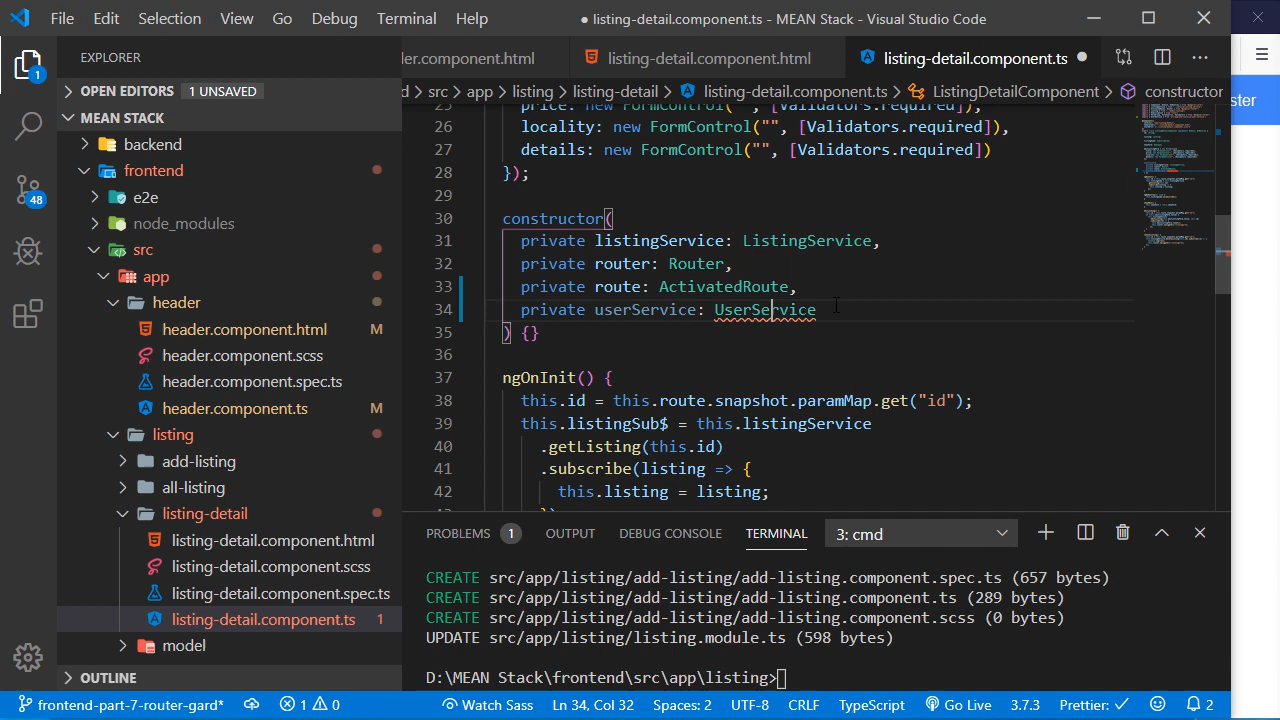 File Edit Selection View Go Debug Terminal Help
● listing-detail.component.ts - MEAN Stack - Visual Studio Code
EXPLORER
OPEN EDITORS 1 UNSAVED
MEAN STACK
backend
frontend
e2e
node_modules
src
app
header
header.component.html M
header.component.scss
header.component.spec.ts
header.component.ts M
listing
add-listing
all-listing
listing-detail
listing-detail.component.html
listing-detail.component.scss
listing-detail.component.spec.ts
listing-detail.component.ts 1
model
OUTLINE
1
48
der.component.html
listing-detail.component.html
listing-detail.component.ts
d > src > app > listing > listing-detail > listing-detail.component.ts > ListingDetailComponent > constructor
25 price: new FormControl("", [Validators.required]),
26 locality: new FormControl("", [Validators.required]),
27 details: new FormControl("", [Validators.required])
28 });
29
30 constructor(
31 private listingService: ListingService,
32 private router: Router,
33 private route: ActivatedRoute,
34 private userService: UserService
35 ) {}
36
37 ngOnInit() {
38 this.id = this.route.snapshot.paramMap.get("id");
39 this.listingSub$ = this.listingService
40 .getListing(this.id)
41 .subscribe(listing => {
42 this.listing = listing;
43 })
PROBLEMS 1 OUTPUT DEBUG CONSOLE TERMINAL 3: cmd
CREATE src/app/listing/add-listing/add-listing.component.spec.ts (657 bytes)
CREATE src/app/listing/add-listing/add-listing.component.ts (289 bytes)
CREATE src/app/listing/add-listing/add-listing.component.scss (0 bytes)
UPDATE src/app/listing/listing.module.ts (598 bytes)
D:\MEAN Stack\frontend\src\app\listing>
frontend-part-7-router-gard* 1 0 Watch Sass Ln 34, Col 32 Spaces: 2 UTF-8 CRLF TypeScript Go Live 3.7.3 Prettier: ✓ 2
ster